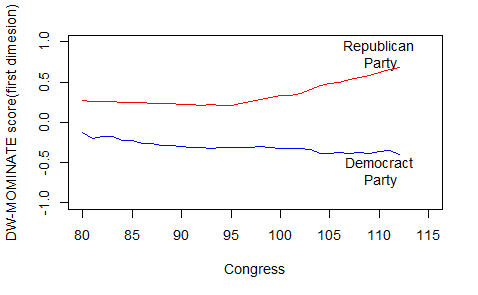 DW-MOMINATE score(first dimesion)
1.0
0.5
0.0
-0.5
-1.0
Republican
Party
Democract
Party
80 85 90 95 100 105 110 115
Congress